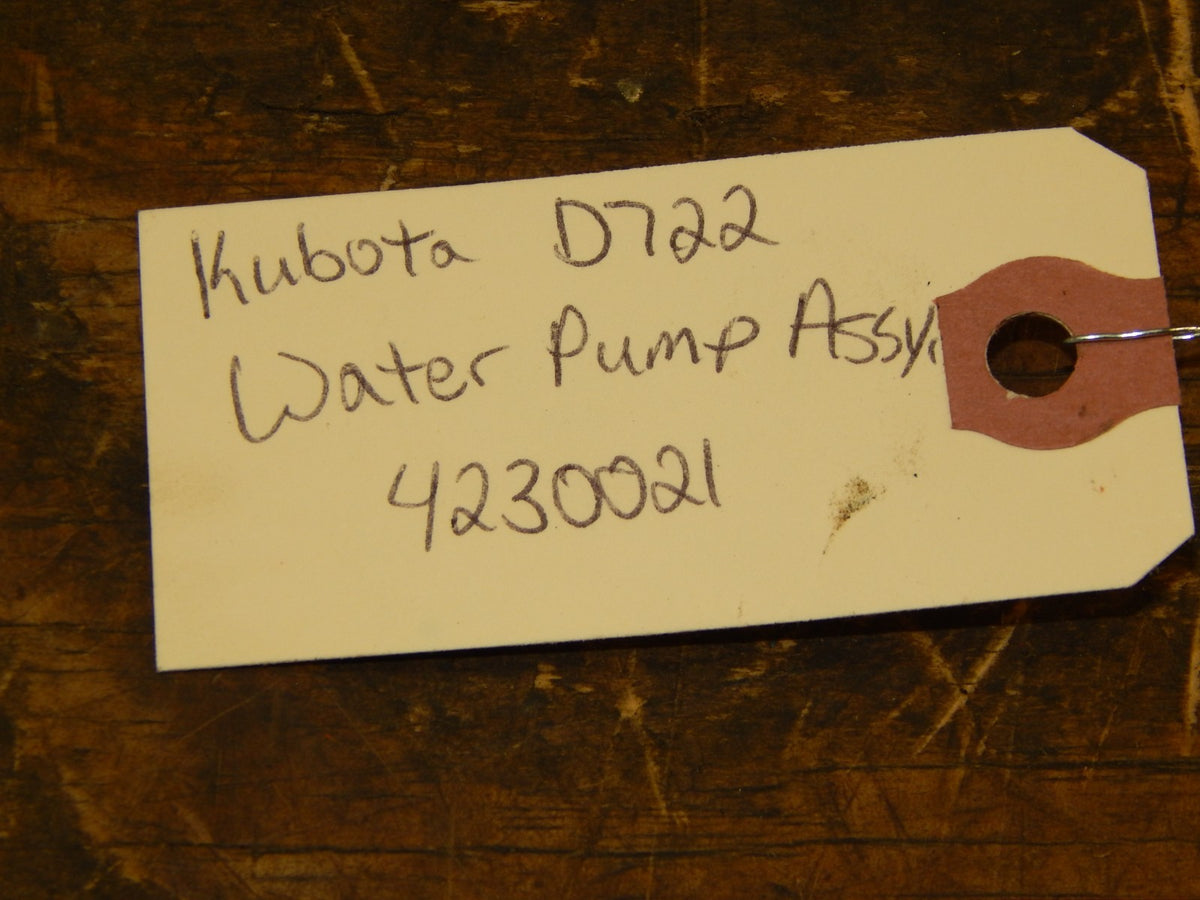 Kubota D722
Water Pump Assy.
4230021